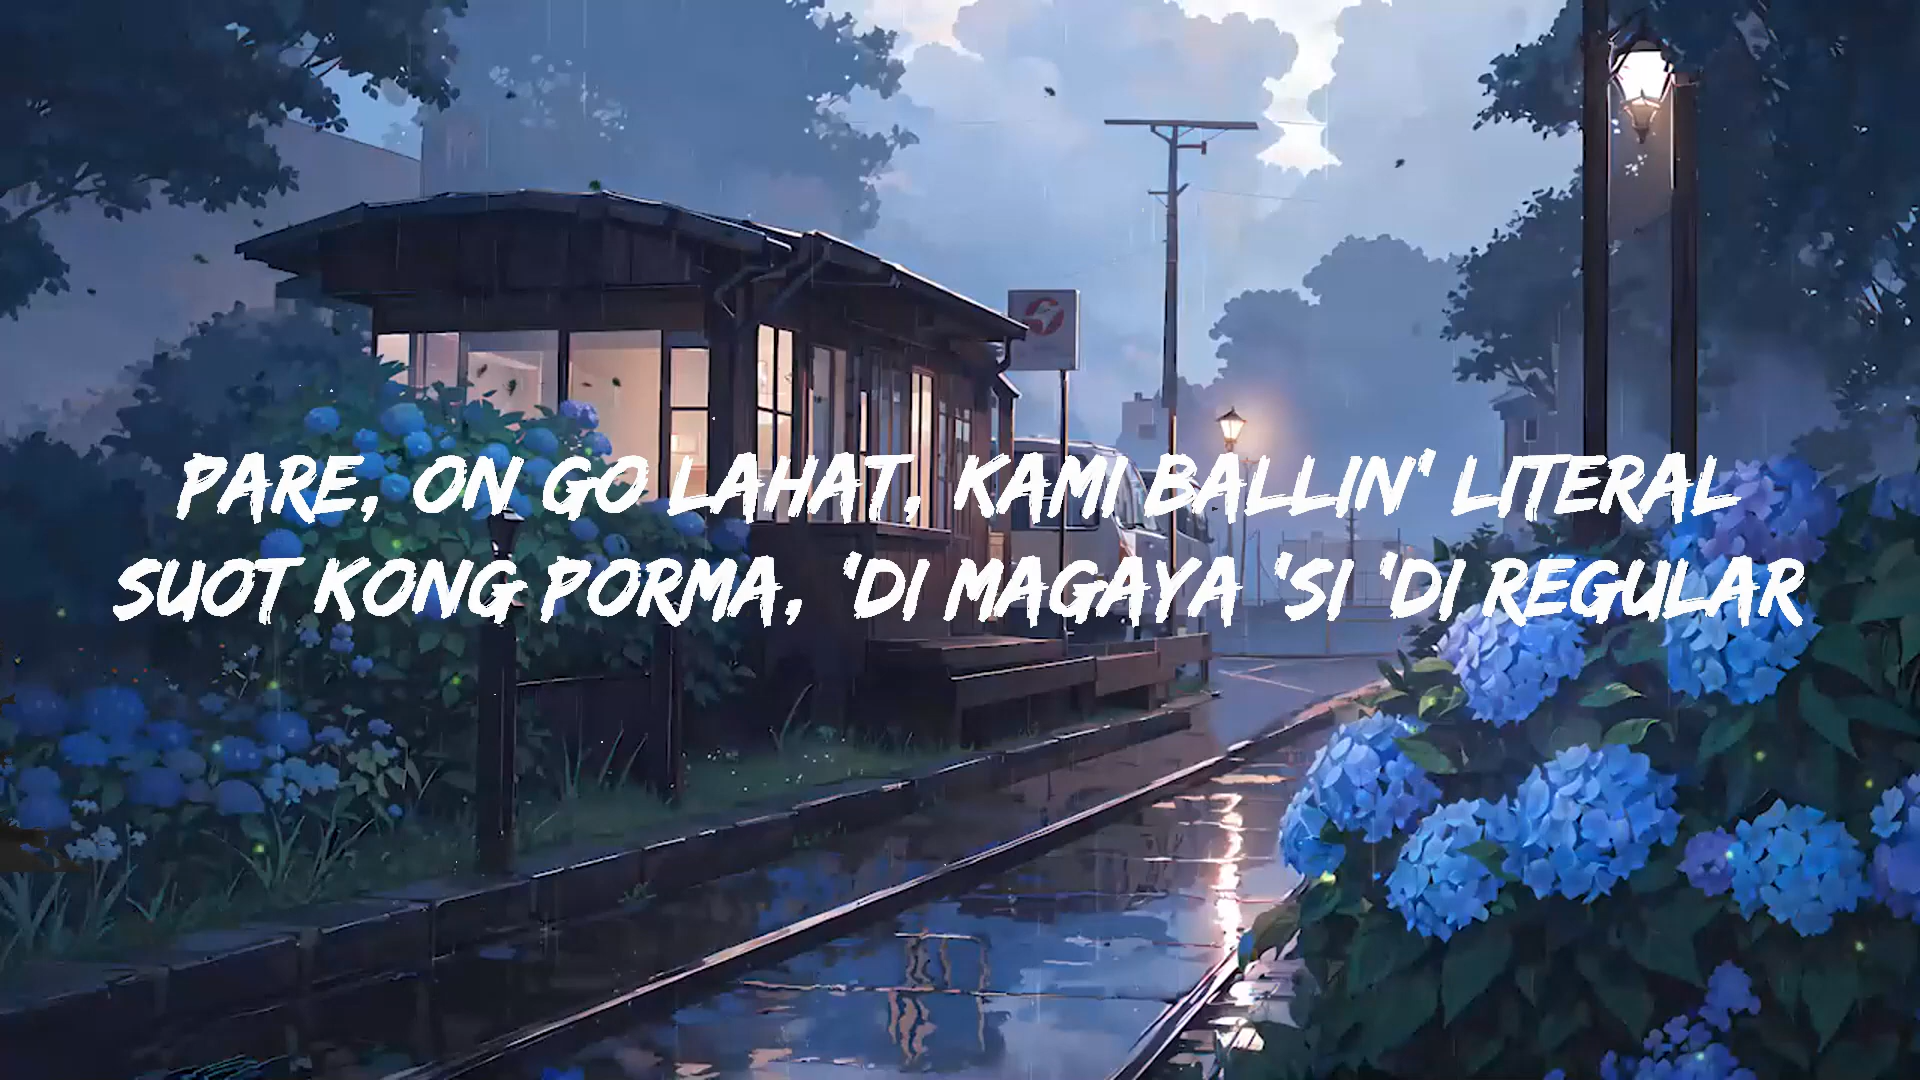 PARE, ON GO LAHAT, KAMI BALLIN' LITERAL
SUOT KONG PORMA, 'DI MAGAYA 'SI 'DI REGULAR